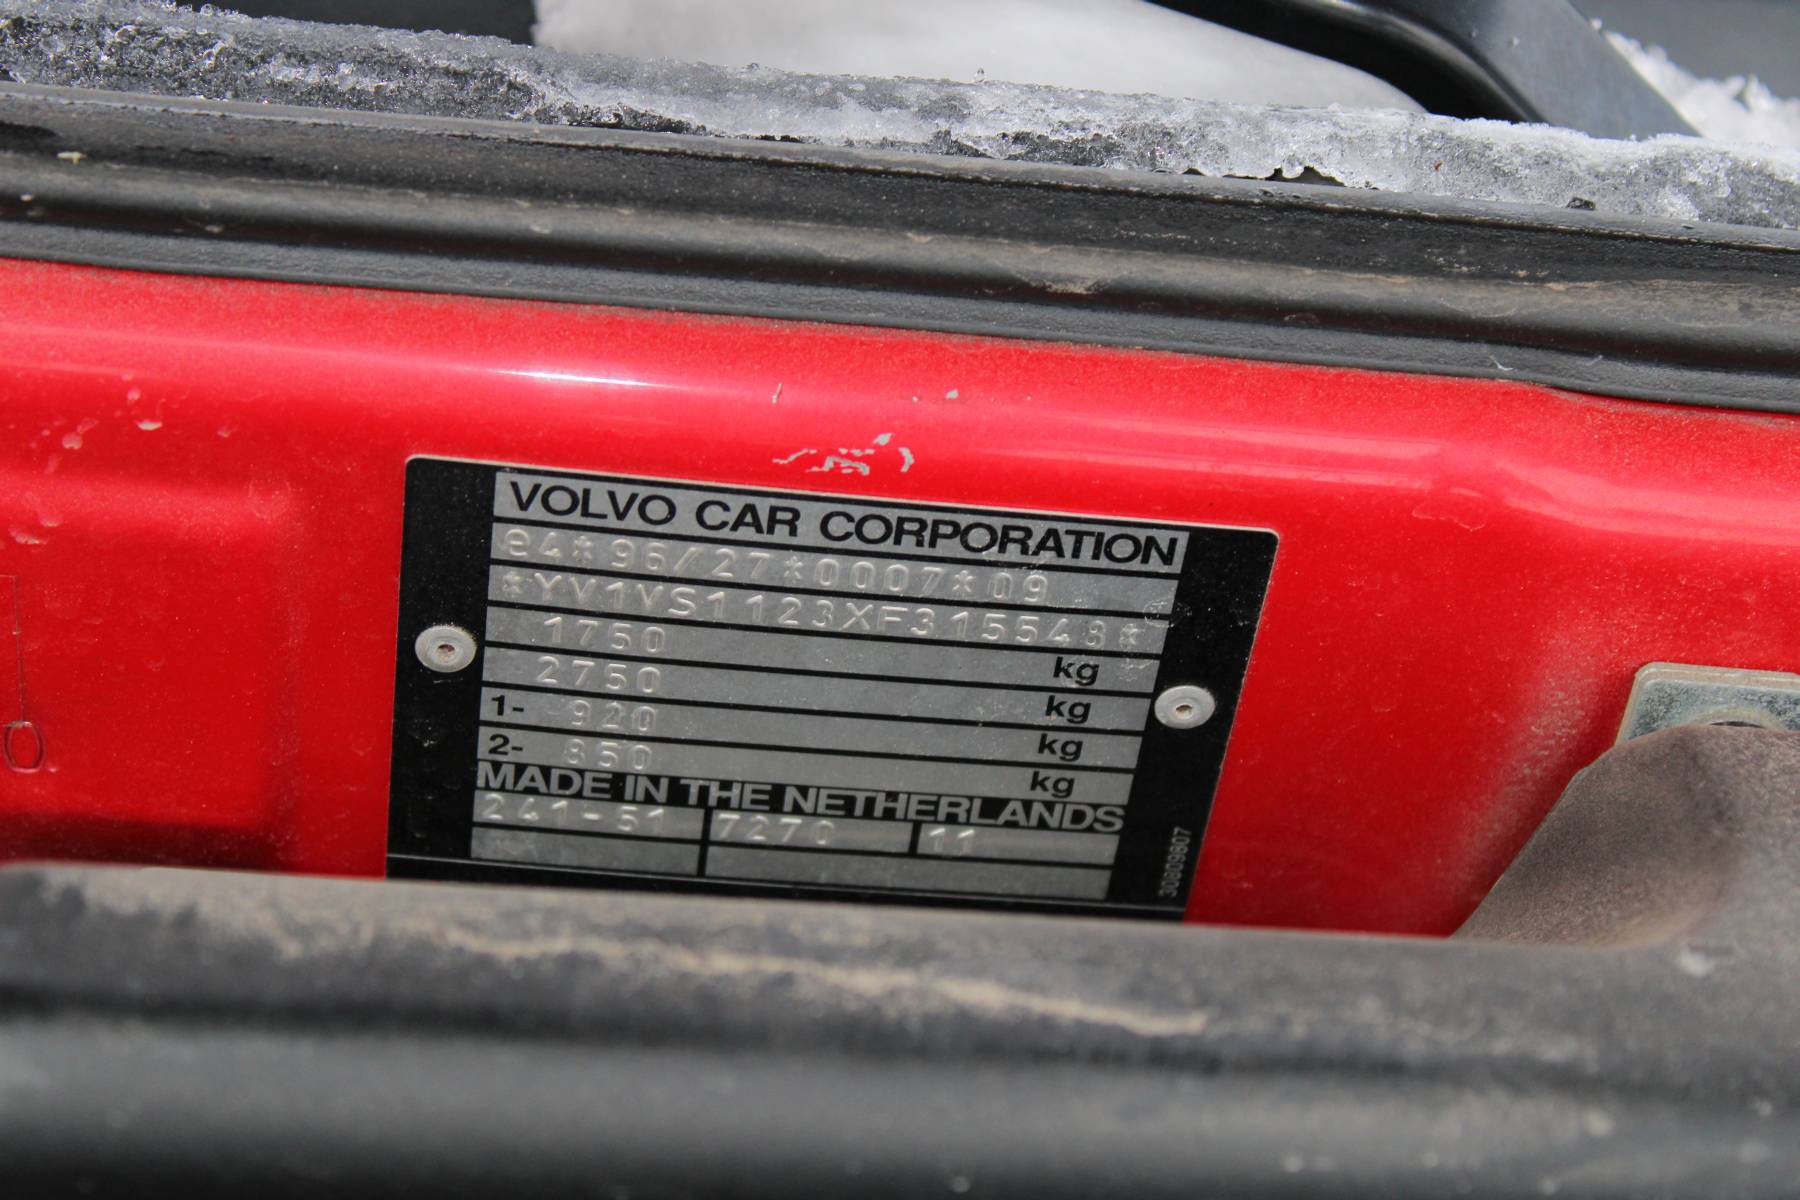 VOLVO CAR CORPORATION
e4*96/27*0007*09
*YV1VS1123XF315548*
1750 kg
2750 kg
1- 920 kg
2- 850 kg
MADE IN THE NETHERLANDS
241-51 7270 11
30809807
0